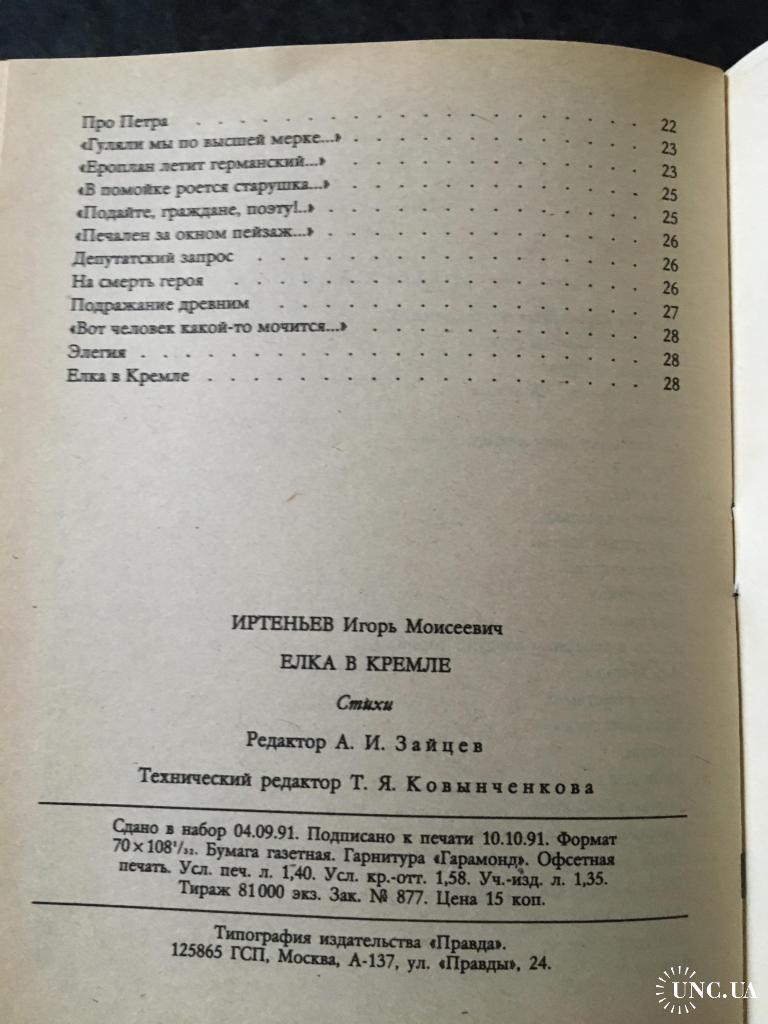 Про Петра . . . . . . . . . . . . . . . . 22
«Гуляли мы по высшей мерке...» . . . . . . . . . . 23
«Ероплан летит германский...» . . . . . . . . . . 23
«В помойке роется старушка...» . . . . . . . . . . 25
«Подайте, граждане, поэту!..» . . . . . . . . . . 25
«Печален за окном пейзаж...» . . . . . . . . . . 26
Депутатский запрос . . . . . . . . . . . . . 26
На смерть героя . . . . . . . . . . . . . . 26
Подражание древним . . . . . . . . . . . . 27
«Вот человек какой-то мочится...» . . . . . . . . . 28
Элегия . . . . . . . . . . . . . . . . . 28
Елка в Кремле . . . . . . . . . . . . . . . 28
ИРТЕНЬЕВ Игорь Моисеевич
ЕЛКА В КРЕМЛЕ
Стихи
Редактор А. И. Зайцев
Технический редактор Т. Я. Ковынченкова
Сдано в набор 04.09.91. Подписано к печати 10.10.91. Формат
70×108¹/₃₂. Бумага газетная. Гарнитура «Гарамонд». Офсетная
печать. Усл. печ. л. 1,40. Усл. кр.-отт. 1,58. Уч.-изд. л. 1,35.
Тираж 81 000 экз. Зак. № 877. Цена 15 коп.
Типография издательства «Правда».
125865 ГСП, Москва, А-137, ул. «Правды», 24.
UNC.UA